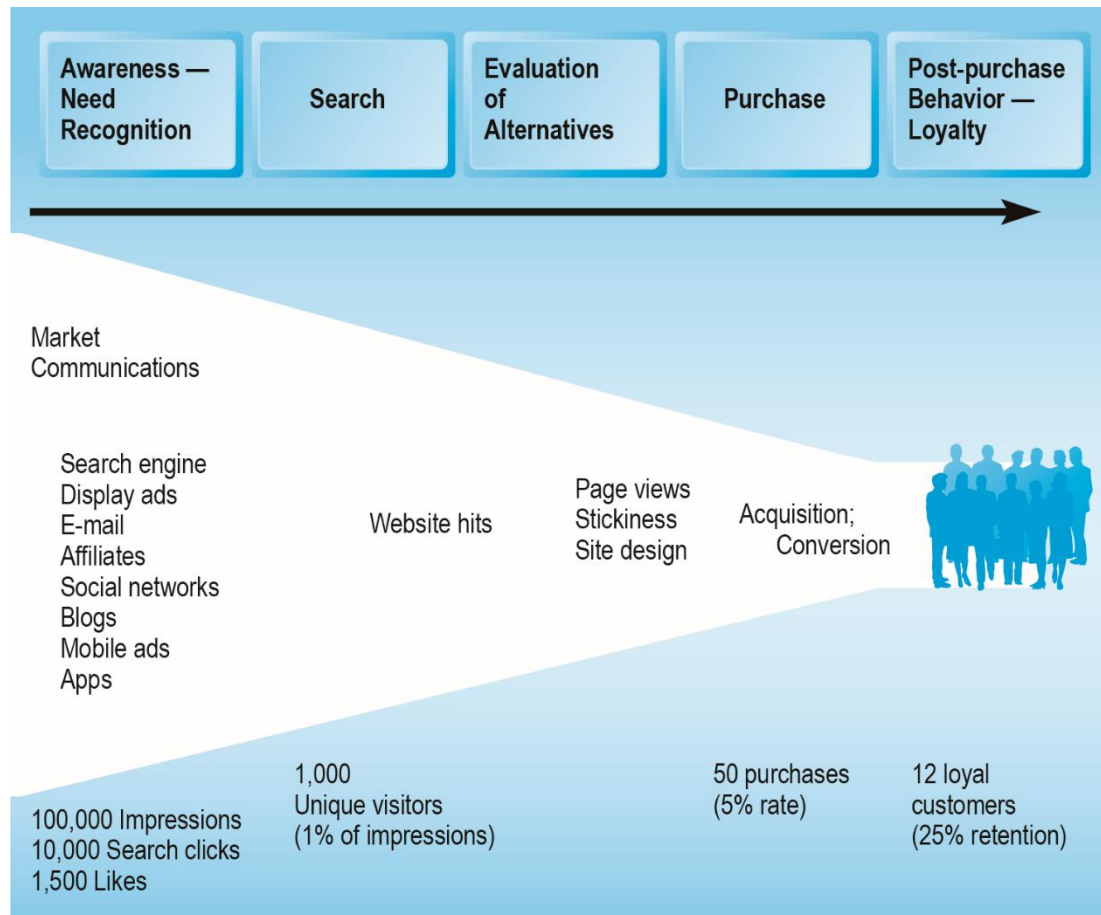 Awareness —
Need
Recognition
Search
Evaluation
of
Alternatives
Purchase
Post-purchase
Behavior —
Loyalty
Market
Communications
Search engine
Display ads
E-mail
Affiliates
Social networks
Blogs
Mobile ads
Apps
Website hits
Page views
Stickiness
Site design
Acquisition;
Conversion
100,000 Impressions
10,000 Search clicks
1,500 Likes
1,000
Unique visitors
(1% of impressions)
50 purchases
(5% rate)
12 loyal
customers
(25% retention)